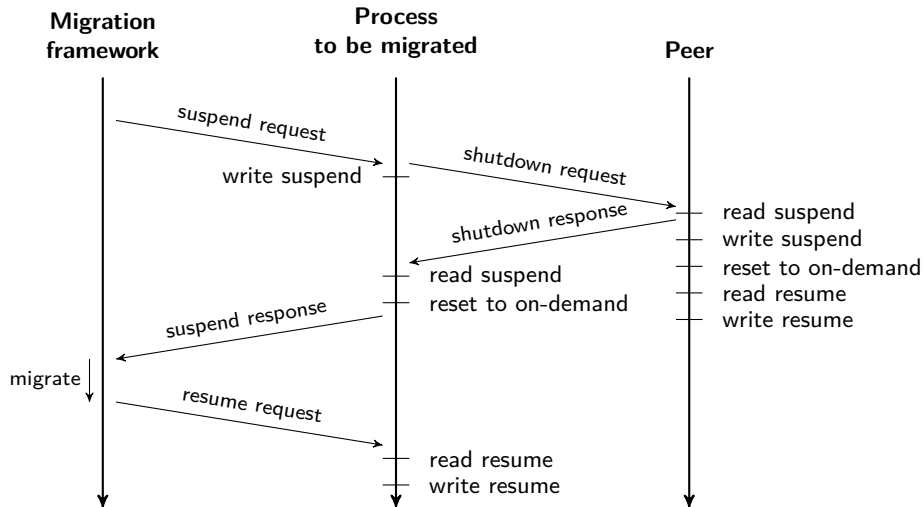 Migration
framework
Process
to be migrated
Peer
suspend request
shutdown request
write suspend
read suspend
shutdown response
write suspend
reset to on-demand
read suspend
read resume
reset to on-demand
write resume
suspend response
migrate
resume request
read resume
write resume